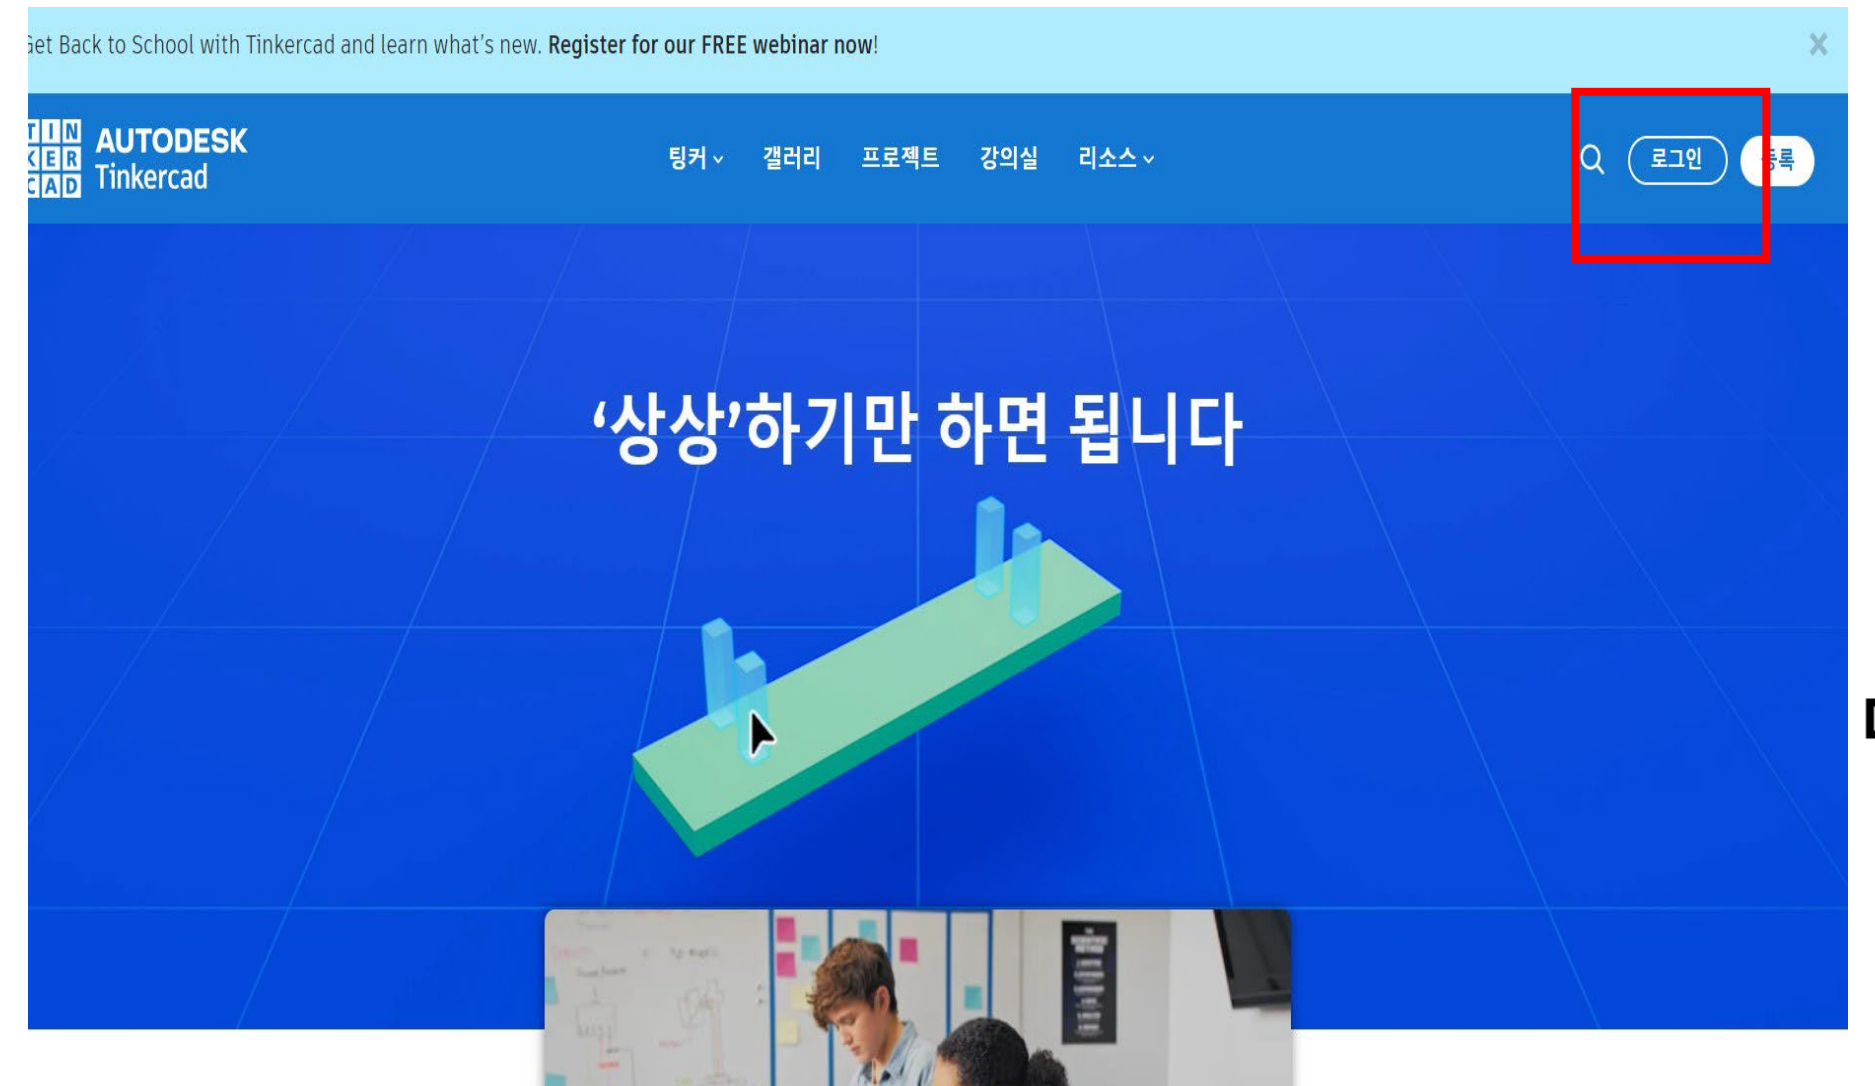 Get Back to School with Tinkercad and learn what's new. Register for our FREE webinar now!
TIN
KER
CAD
AUTODESK
Tinkercad
팅커 갤러리 프로젝트 강의실 리소스
로그인 등록
‘상상’하기만 하면 됩니다